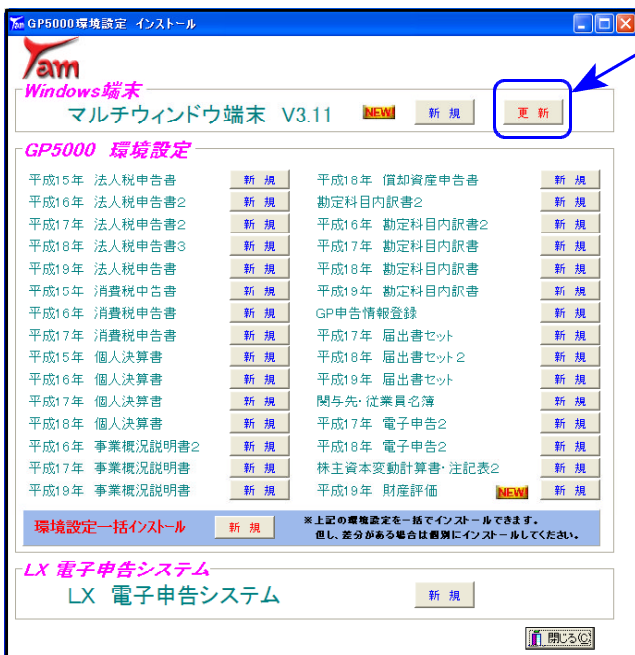 GP5000環境設定 インストール
Tam
Windows端末
マルチウィンドウ端末 V3.11 NEW! 新 規 更 新
GP5000 環境設定
平成15年 法人税申告書 新 規 平成18年 償却資産申告書 新 規
平成16年 法人税申告書2 新 規 勘定科目内訳書2 新 規
平成17年 法人税申告書2 新 規 平成16年 勘定科目内訳書2 新 規
平成18年 法人税申告書3 新 規 平成17年 勘定科目内訳書 新 規
平成19年 法人税申告書 新 規 平成18年 勘定科目内訳書 新 規
平成15年 消費税申告書 新 規 平成19年 勘定科目内訳書 新 規
平成16年 消費税申告書 新 規 GP申告情報登録 新 規
平成17年 消費税申告書 新 規 平成17年 届出書セット 新 規
平成15年 個人決算書 新 規 平成18年 届出書セット2 新 規
平成16年 個人決算書 新 規 平成19年 届出書セット 新 規
平成17年 個人決算書 新 規 関与先・従業員名簿 新 規
平成18年 個人決算書 新 規 平成17年 電子申告2 新 規
平成16年 事業概況説明書2 新 規 平成18年 電子申告2 新 規
平成17年 事業概況説明書 新 規 株主資本変動計算書・注記表2 新 規
平成19年 事業概況説明書 新 規 平成19年 財産評価 NEW! 新 規
環境設定一括インストール 新 規 ※上記の環境設定を一括でインストールできます。
但し、差分がある場合は個別にインストールしてください。
LX 電子申告システム
LX 電子申告システム 新 規
閉じる(C)